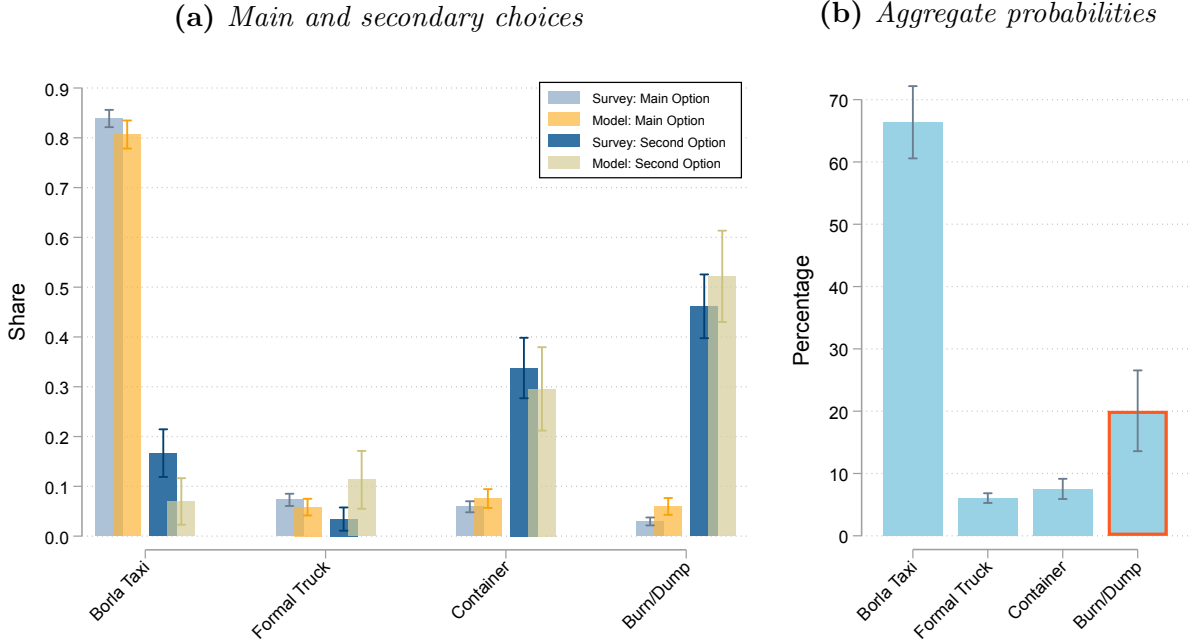 (a) Main and secondary choices
Share
0.9
0.8
0.7
0.6
0.5
0.4
0.3
0.2
0.1
0.0
Survey: Main Option
Model: Main Option
Survey: Second Option
Model: Second Option
Borla Taxi
Formal Truck
Container
Burn/Dump
(b) Aggregate probabilities
Percentage
70
60
50
40
30
20
10
0
Borla Taxi
Formal Truck
Container
Burn/Dump